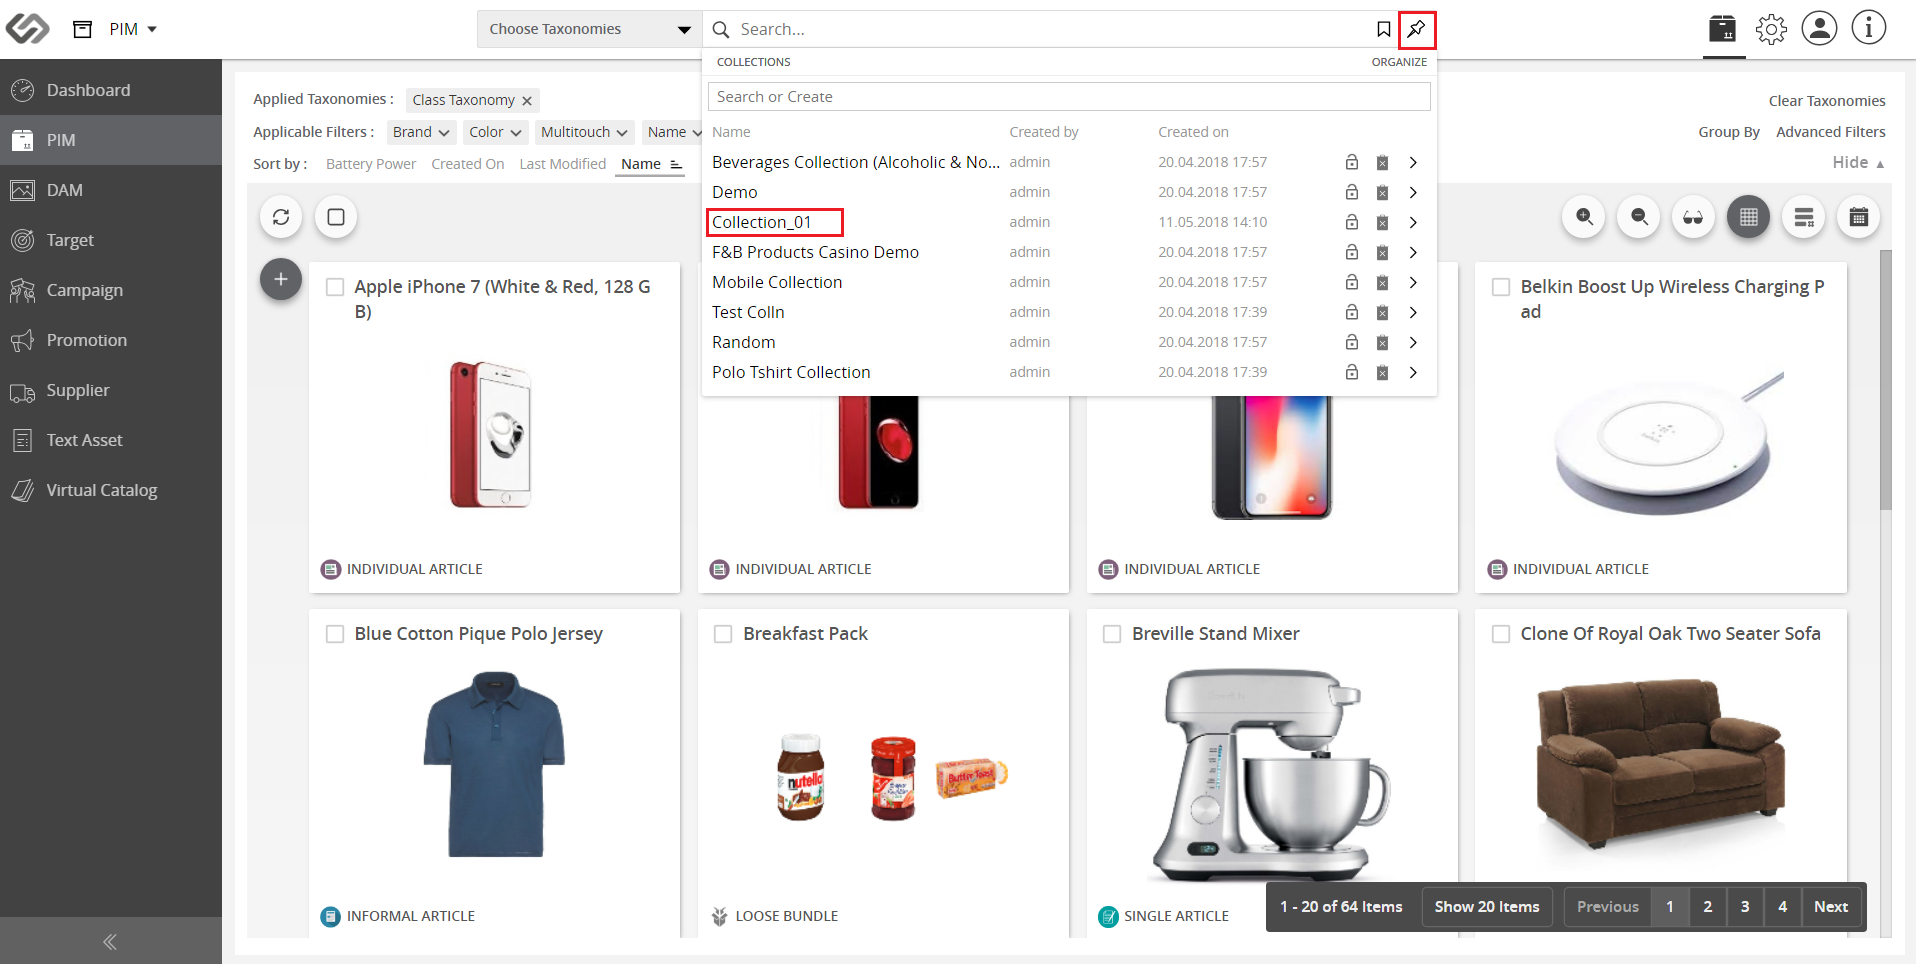 PIM
Choose Taxonomies
Search...
COLLECTIONS
ORGANIZE
Search or Create
Name Created by Created on
Beverages Collection (Alcoholic & No... admin 20.04.2018 17:57
Demo admin 20.04.2018 17:57
Collection_01 admin 11.05.2018 14:10
F&B Products Casino Demo admin 20.04.2018 17:57
Mobile Collection admin 20.04.2018 17:57
Test Colln admin 20.04.2018 17:39
Random admin 20.04.2018 17:57
Polo Tshirt Collection admin 20.04.2018 17:39
Dashboard
PIM
DAM
Target
Campaign
Promotion
Supplier
Text Asset
Virtual Catalog
Applied Taxonomies : Class Taxonomy
Clear Taxonomies
Applicable Filters : Brand Color Multitouch Name
Group By Advanced Filters
Sort by : Battery Power Created On Last Modified Name
Hide
Apple iPhone 7 (White & Red, 128 G
B)
INDIVIDUAL ARTICLE
INDIVIDUAL ARTICLE
INDIVIDUAL ARTICLE
Belkin Boost Up Wireless Charging P
ad
INDIVIDUAL ARTICLE
Blue Cotton Pique Polo Jersey
INFORMAL ARTICLE
Breakfast Pack
nutella
Butter Toast
LOOSE BUNDLE
Breville Stand Mixer
SINGLE ARTICLE
Clone Of Royal Oak Two Seater Sofa
1 - 20 of 64 Items
Show 20 Items
Previous 1 2 3 4 Next